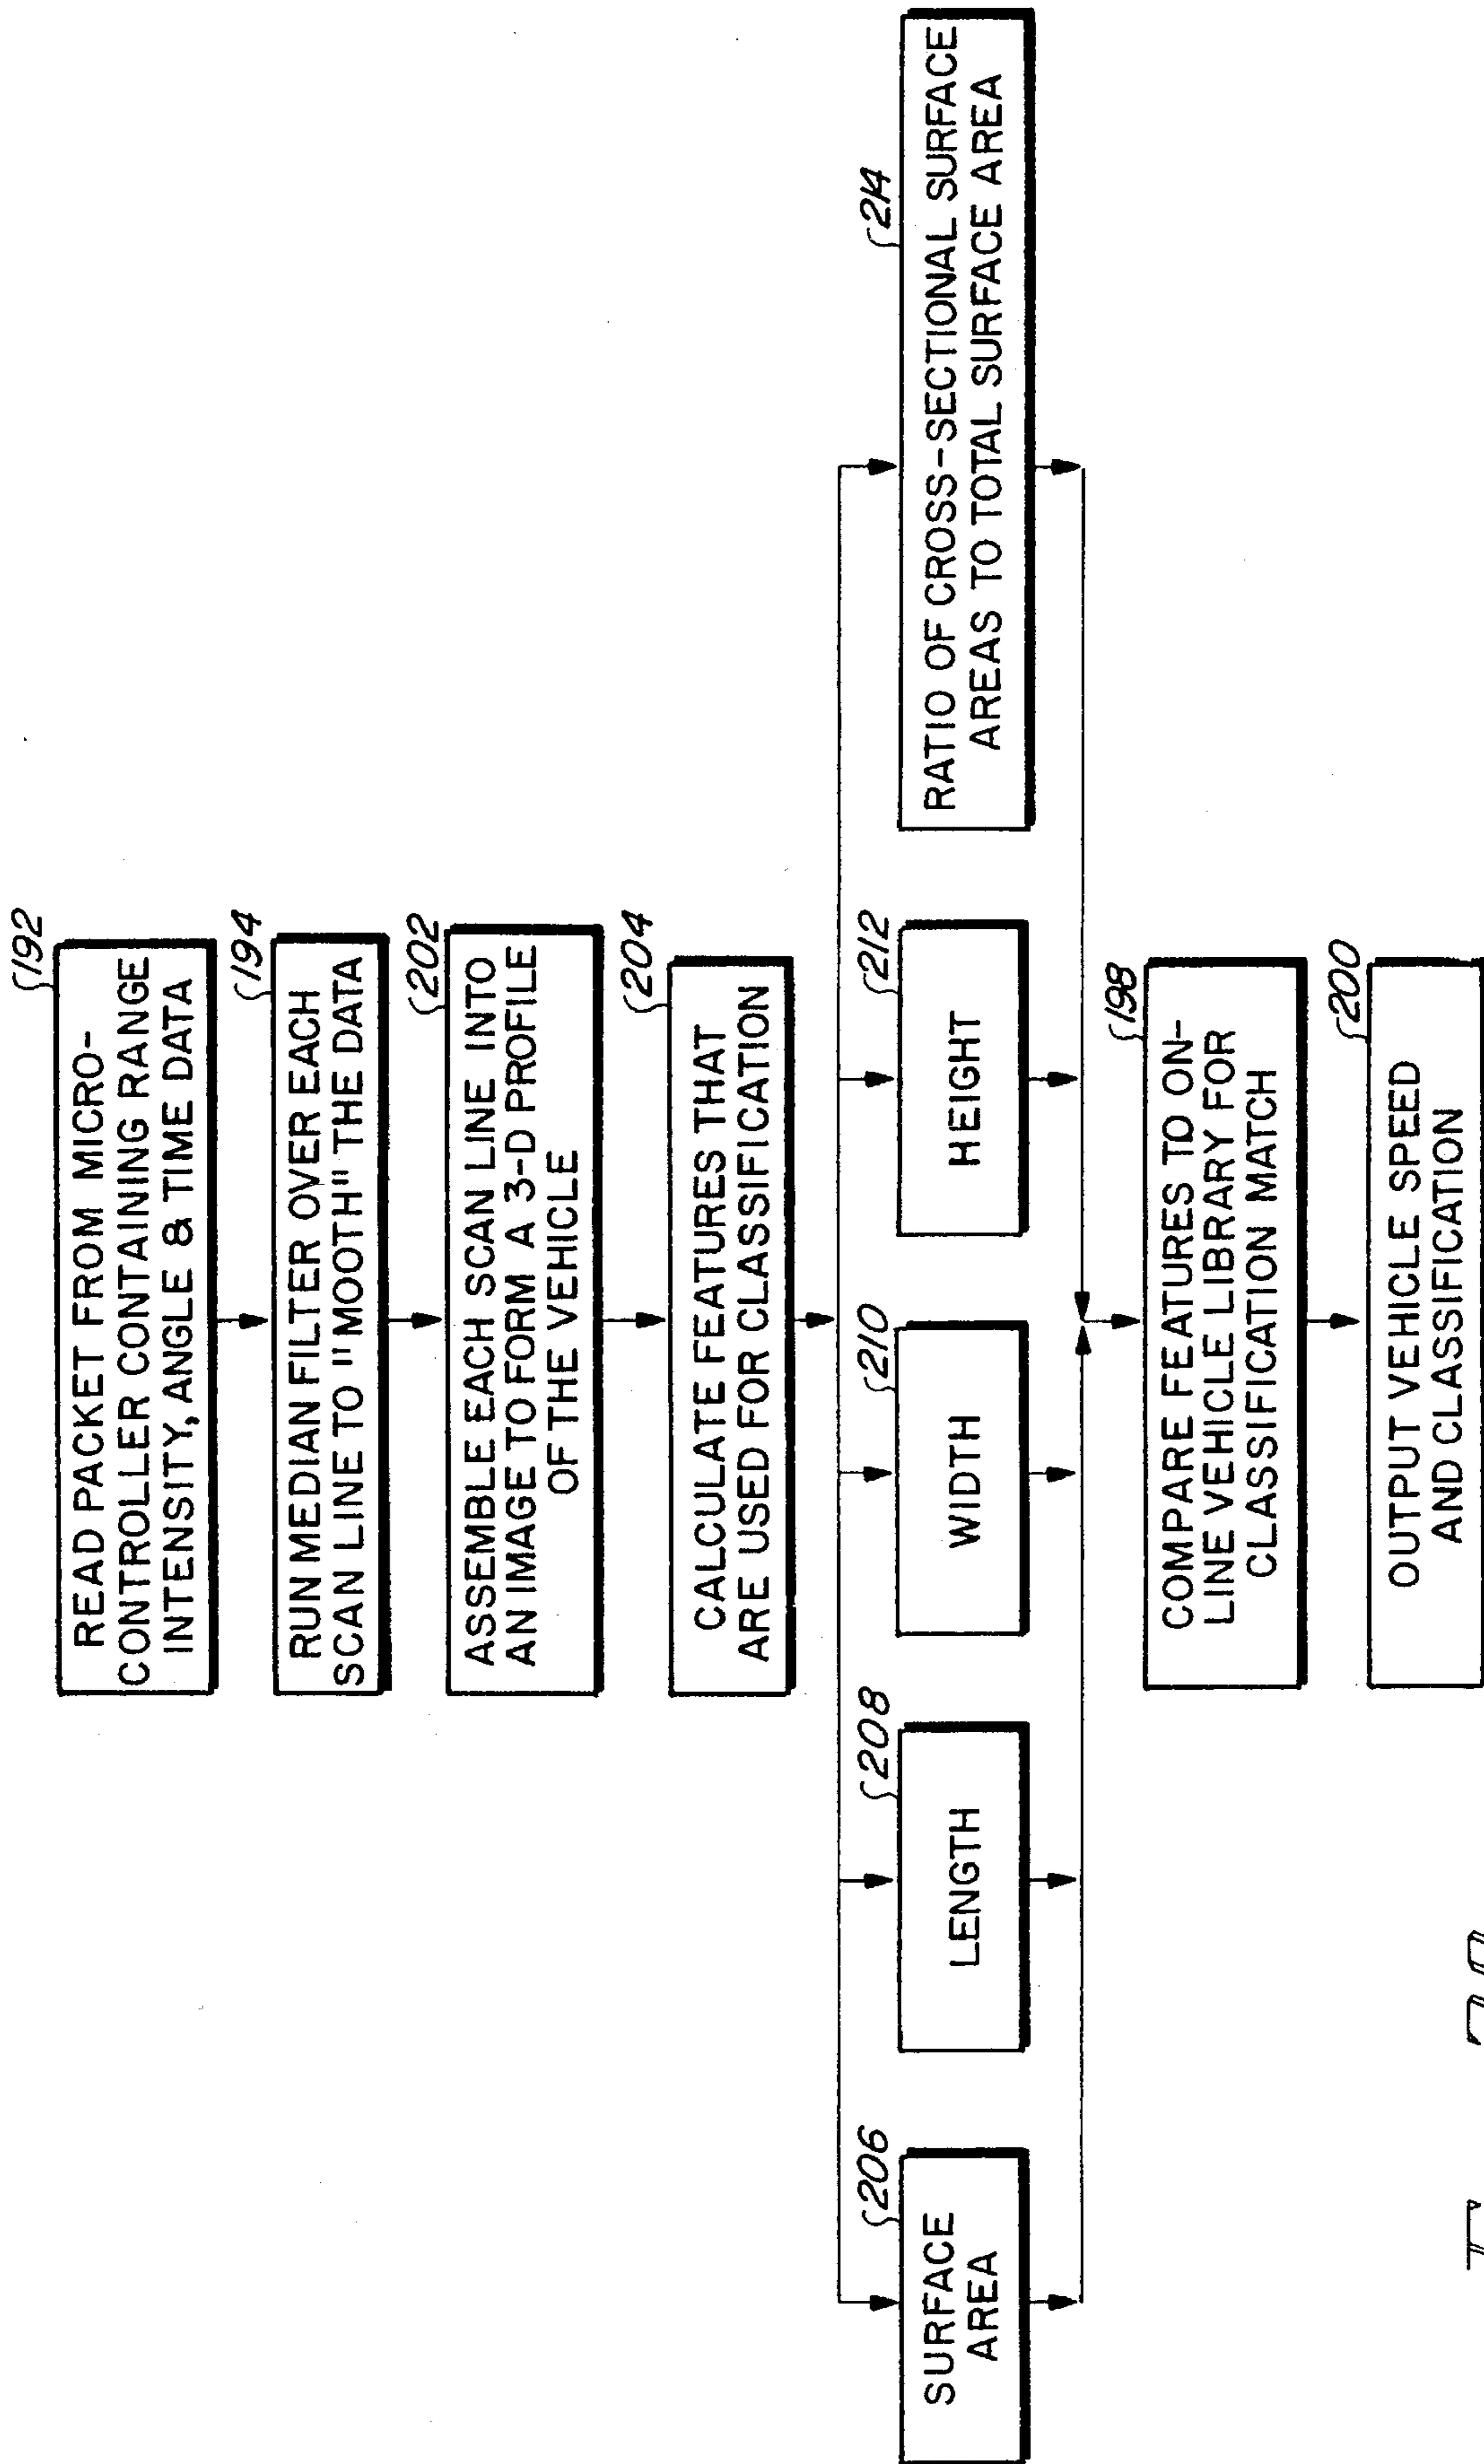 192
READ PACKET FROM MICRO-
CONTROLLER CONTAINING RANGE
INTENSITY, ANGLE & TIME DATA
194
RUN MEDIAN FILTER OVER EACH
SCAN LINE TO "MOOTH" THE DATA
202
ASSEMBLE EACH SCAN LINE INTO
AN IMAGE TO FORM A 3-D PROFILE
OF THE VEHICLE
204
CALCULATE FEATURES THAT
ARE USED FOR CLASSIFICATION
206
SURFACE
AREA
208
LENGTH
210
WIDTH
212
HEIGHT
214
RATIO OF CROSS-SECTIONAL SURFACE
AREAS TO TOTAL SURFACE AREA
198
COMPARE FEATURES TO ON-
LINE VEHICLE LIBRARY FOR
CLASSIFICATION MATCH
200
OUTPUT VEHICLE SPEED
AND CLASSIFICATION